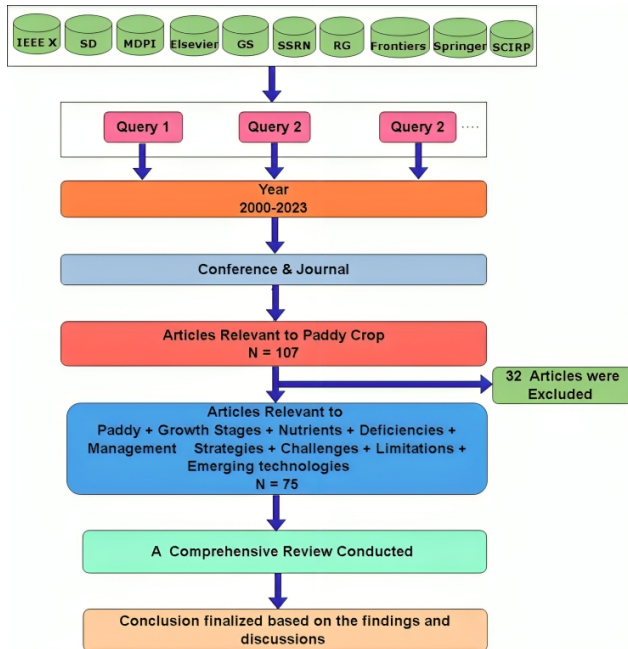 IEEE X SD MDPI Elsevier GS SSRN RG Frontiers Springer SCIRP
Query 1 Query 2 Query 2 ....
Year
2000-2023
Conference & Journal
Articles Relevant to Paddy Crop
N = 107
32 Articles were
Excluded
Articles Relevant to
Paddy + Growth Stages + Nutrients + Deficiencies +
Management Strategies + Challenges + Limitations +
Emerging technologies
N = 75
A Comprehensive Review Conducted
Conclusion finalized based on the findings and
discussions